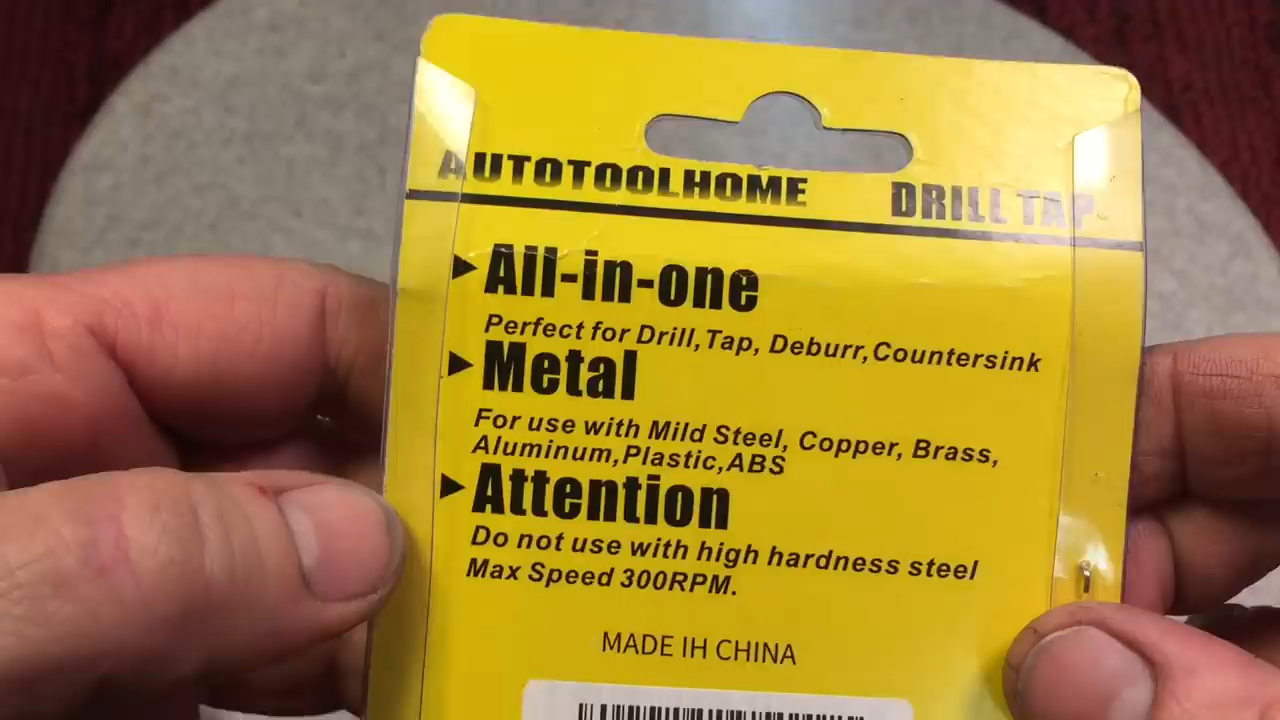 AUTOTOOLHOME DRILL TAP
All-in-one
Perfect for Drill,Tap, Deburr,Countersink
Metal
For use with Mild Steel, Copper, Brass,
Aluminum,Plastic,ABS
Attention
Do not use with high hardness steel
Max Speed 300RPM.
MADE IH CHINA